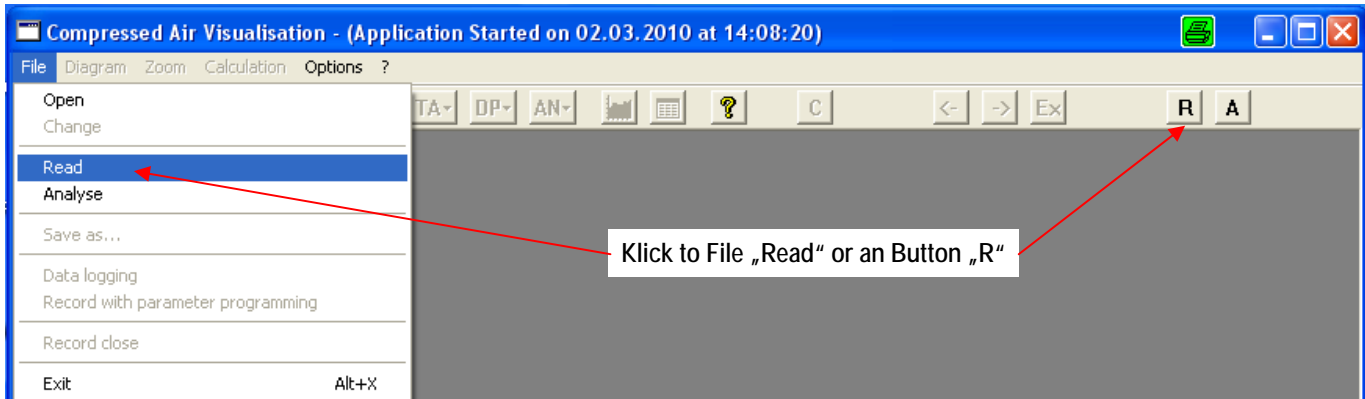 Compressed Air Visualisation - (Application Started on 02.03.2010 at 14:08:20)
File Diagram Zoom Calculation Options ?
Open
TA DP AN ? C <- -> Ex R A
Change
Read
Analyse
Save as...
Klick to File „Read“ or an Button „R“
Data logging
Record with parameter programming
Record close
Exit Alt+X